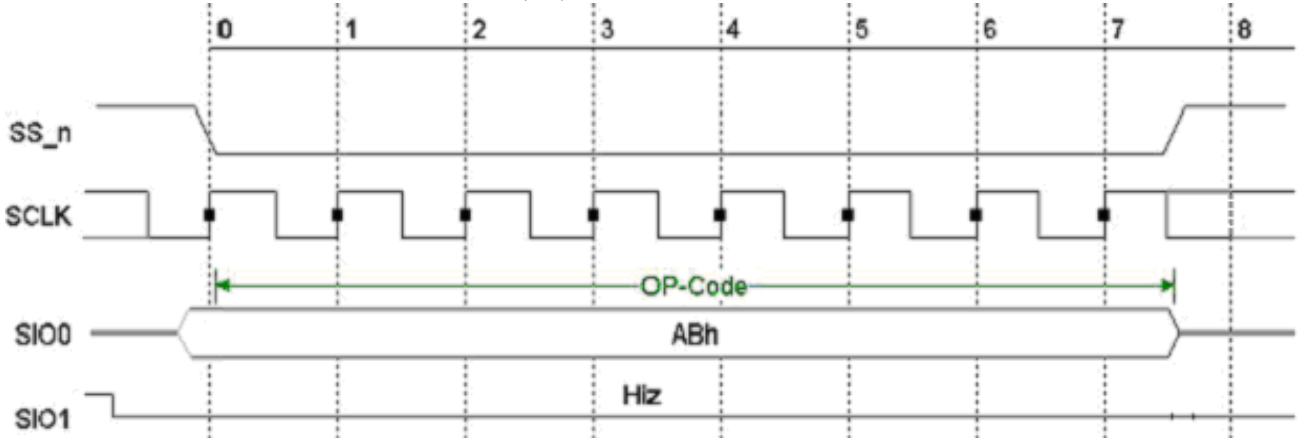 0 1 2 3 4 5 6 7 8
SS_n
SCLK
OP-Code
SIO0 ABh
Hiz
SIO1